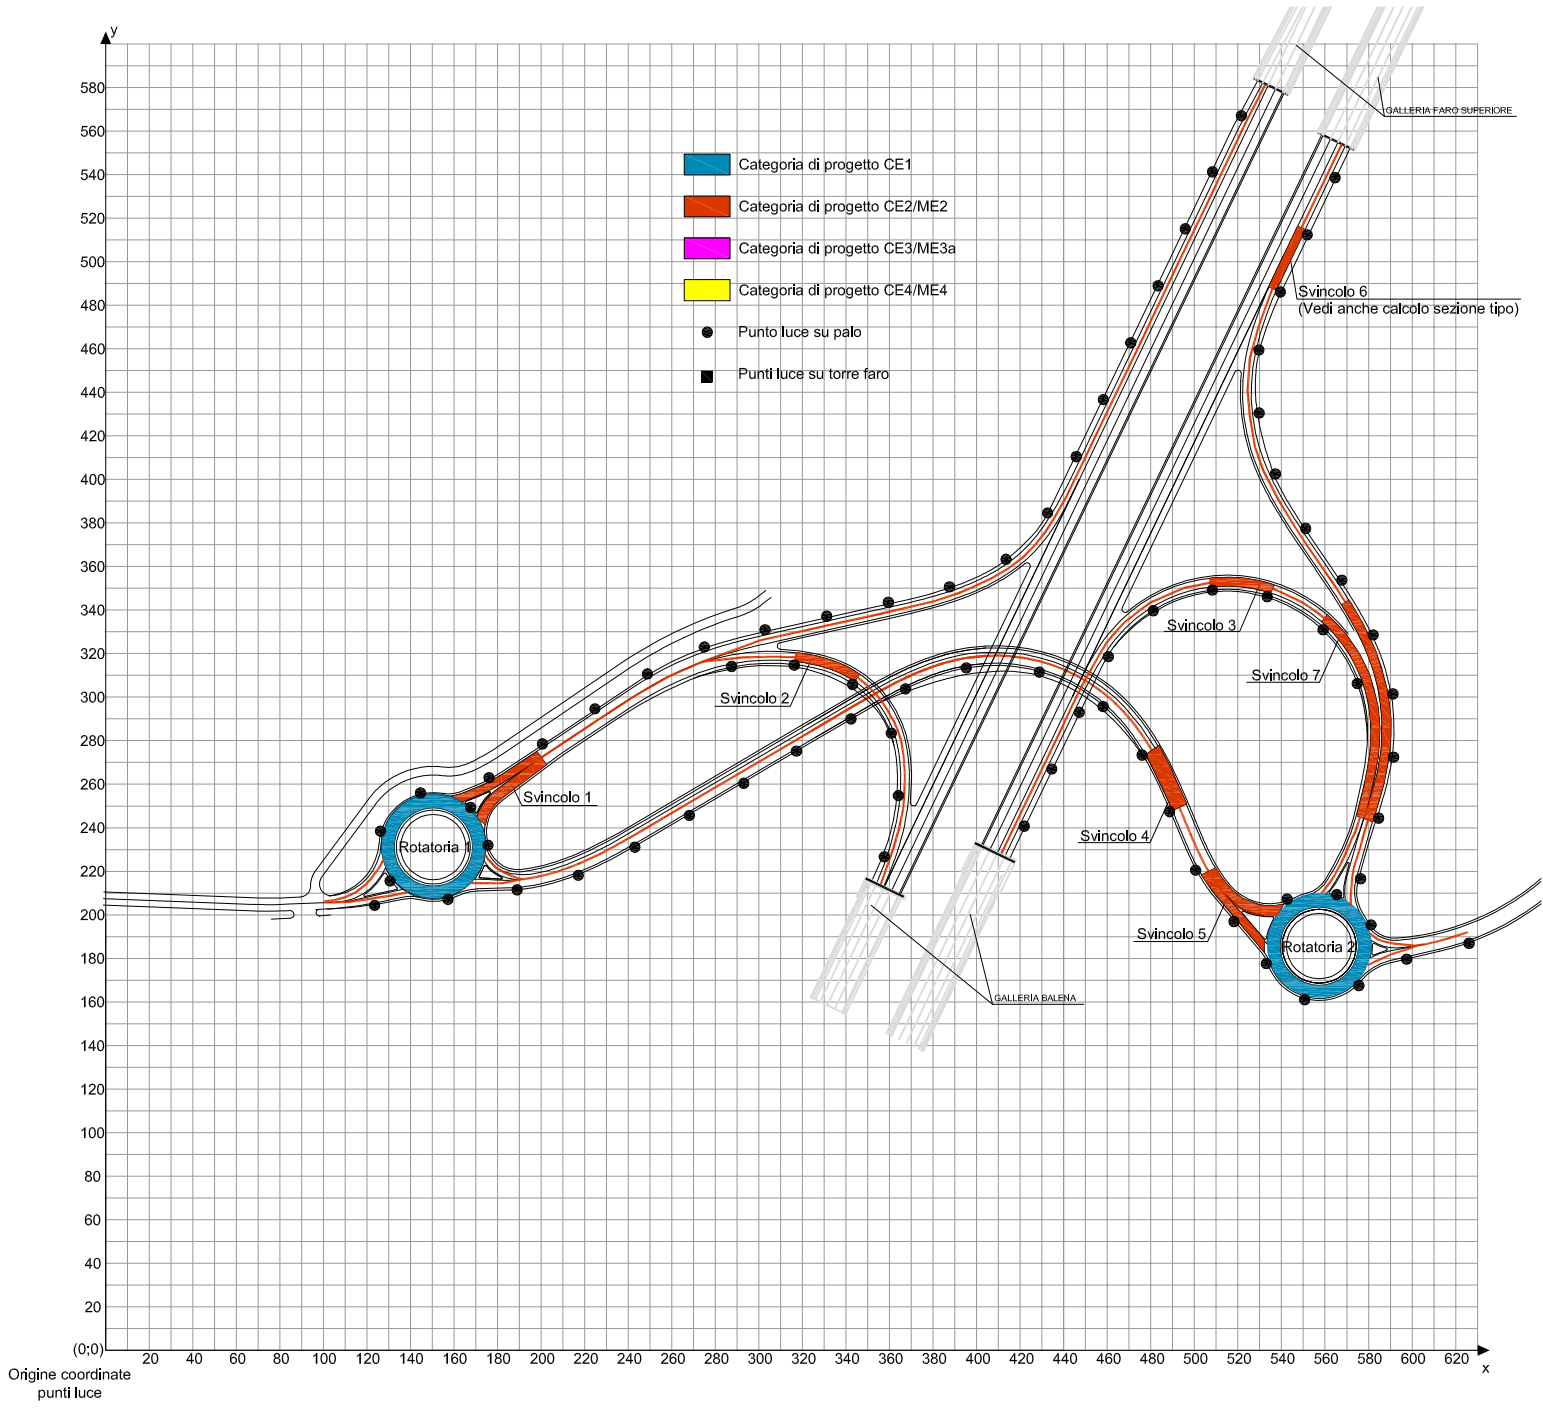 y
580
560
540
520
500
480
460
440
420
400
380
360
340
320
300
280
260
240
220
200
180
160
140
120
100
80
60
40
20
(0;0)
Origine coordinate
punti luce
20 40 60 80 100 120 140 160 180 200 220 240 260 280 300 320 340 360 380 400 420 440 460 480 500 520 540 560 580 600 620
x
GALLERIA FARO SUPERIORE
Categoria di progetto CE1
Categoria di progetto CE2/ME2
Categoria di progetto CE3/ME3a
Categoria di progetto CE4/ME4
Punto luce su palo
Punti luce su torre faro
Svincolo 6
(Vedi anche calcolo sezione tipo)
Svincolo 3
Svincolo 7
Svincolo 2
Svincolo 1
Svincolo 4
Rotatoria 1
Svincolo 5
Rotatoria 2
GALLERIA BALENA